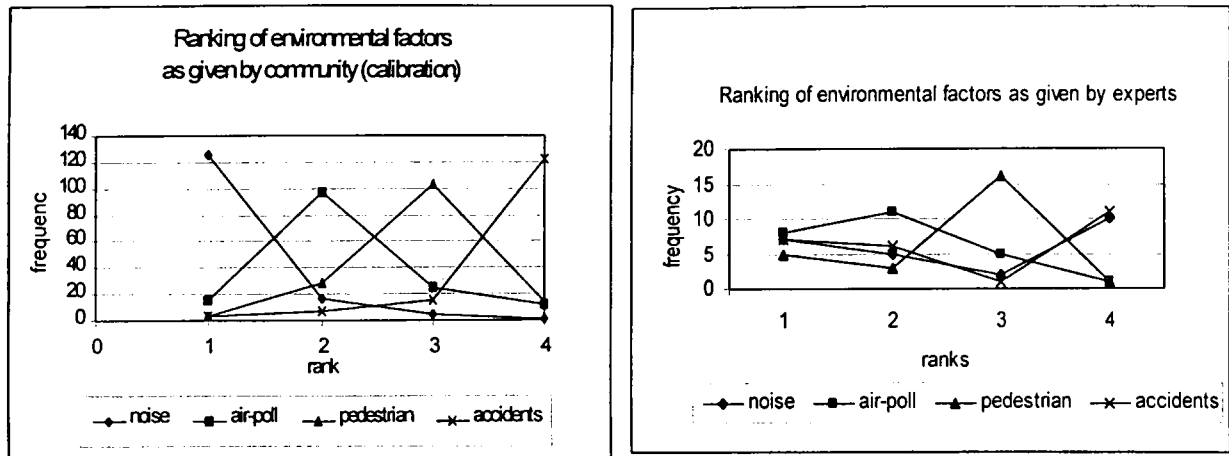 Ranking of environmental factors
as given by community (calibration)
frequenc
140
120
100
80
60
40
20
0
0 1 2 3 4
rank
noise air-poll pedestrian accidents
Ranking of environmental factors as given by experts
frequency
20
15
10
5
0
1 2 3 4
ranks
noise air-poll pedestrian accidents